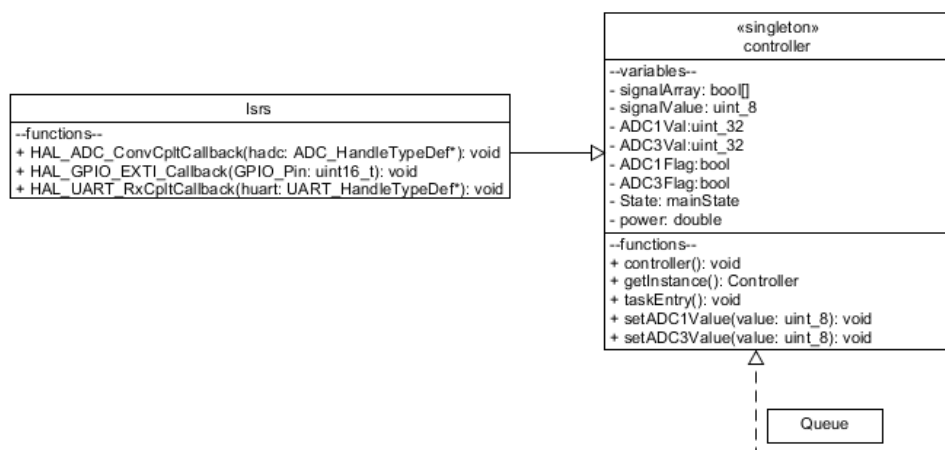 «singleton»
controller
--variables--
- signalArray: bool[]
- signalValue: uint_8
- ADC1Val:uint_32
- ADC3Val:uint_32
- ADC1Flag:bool
- ADC3Flag:bool
- State: mainState
- power: double
--functions--
+ controller(): void
+ getInstance(): Controller
+ taskEntry(): void
+ setADC1Value(value: uint_8): void
+ setADC3Value(value: uint_8): void
Isrs
--functions--
+ HAL_ADC_ConvCpltCallback(hadc: ADC_HandleTypeDef*): void
+ HAL_GPIO_EXTI_Callback(GPIO_Pin: uint16_t): void
+ HAL_UART_RxCpltCallback(huart: UART_HandleTypeDef*): void
Queue